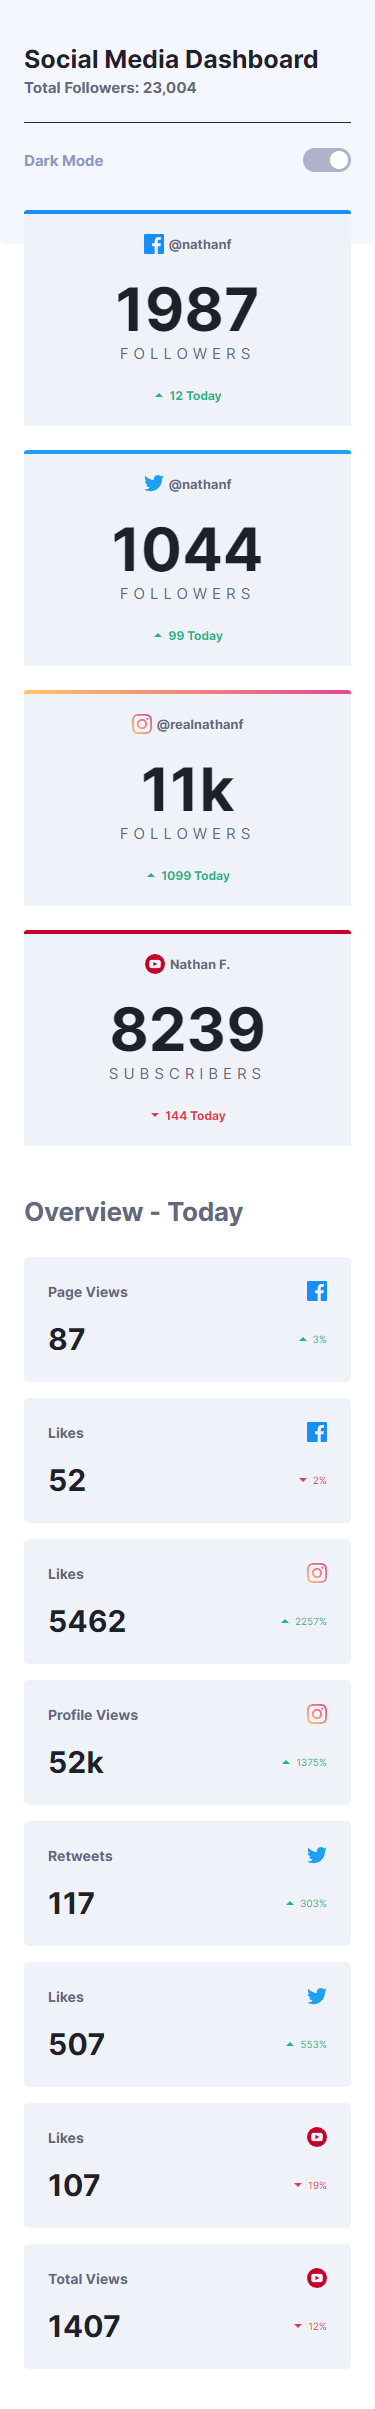 Social Media Dashboard
Total Followers: 23,004
Dark Mode
@nathanf
1987
FOLLOWERS
12 Today
@nathanf
1044
FOLLOWERS
99 Today
@realnathanf
11k
FOLLOWERS
1099 Today
Nathan F.
8239
SUBSCRIBERS
144 Today
Overview - Today
Page Views
87
3%
Likes
52
2%
Likes
5462
2257%
Profile Views
52k
1375%
Retweets
117
303%
Likes
507
553%
Likes
107
19%
Total Views
1407
12%